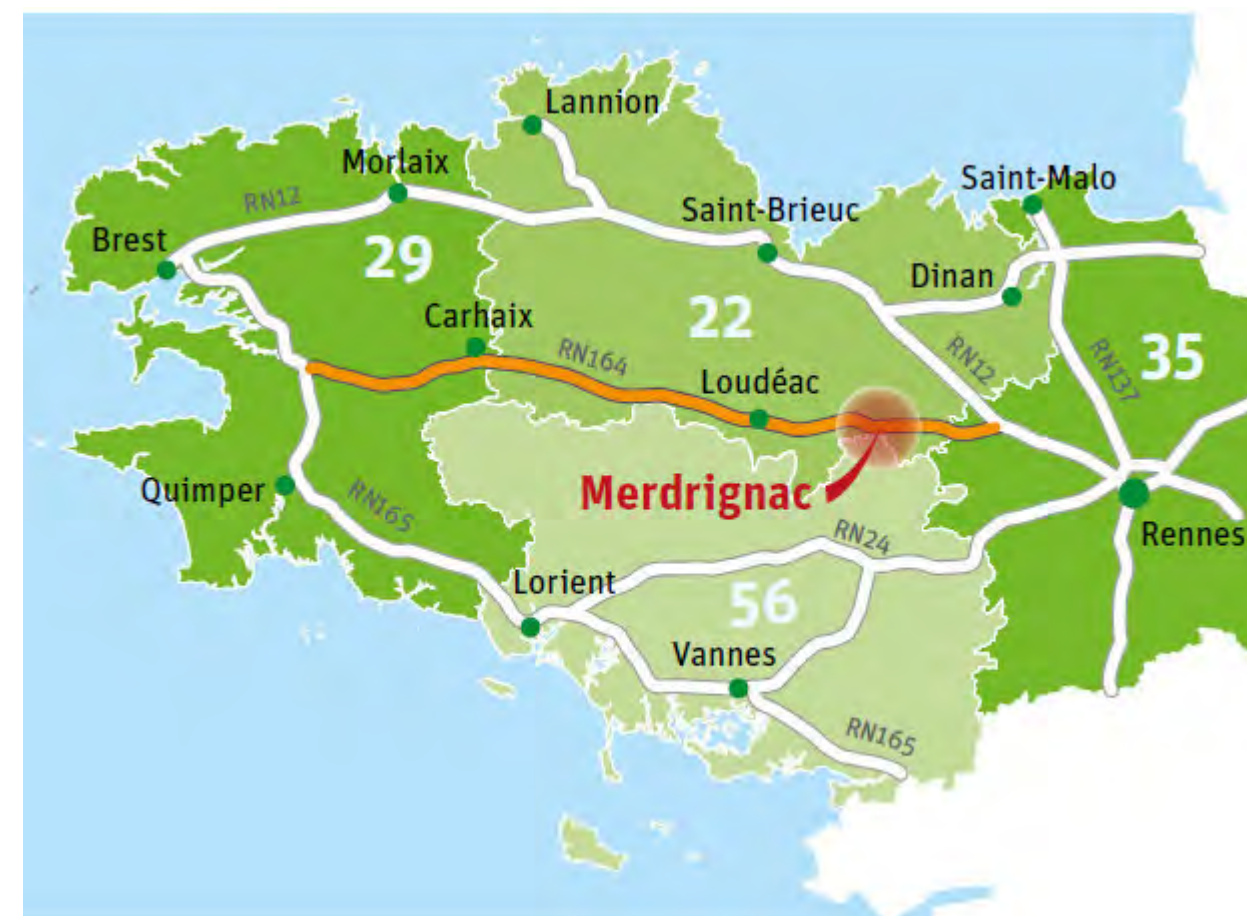 Lannion
Morlaix
Saint-Malo
RN12
Saint-Brieuc
Brest
29
Dinan
Carhaix
22
RN164
RN12
RN137
35
Loudéac
Merdrignac
Quimper
RN165
RN24
Rennes
Lorient
56
Vannes
RN165